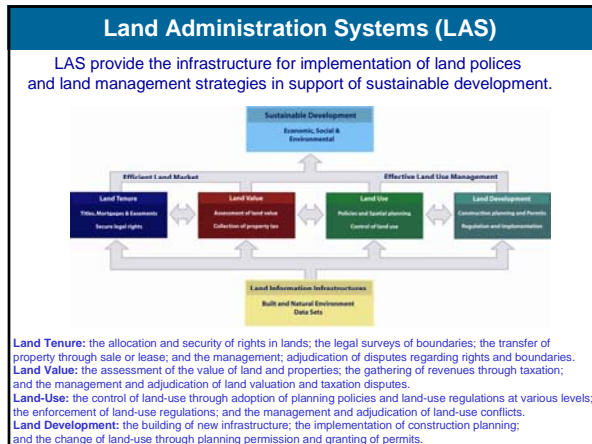 Land Administration Systems (LAS)
LAS provide the infrastructure for implementation of land polices
and land management strategies in support of sustainable development.
Sustainable Development
Economic, Social &
Environmental
Efficient Land Market
Effective Land Use Management
Land Tenure
Titles, Mortgages & Easements
Secure legal rights
Land Value
Assessment of land value
Collection of property tax
Land Use
Policies and Spatial planning
Control of land use
Land Development
Construction planning and Permits
Regulation and Implementation
Land Information Infrastructures
Built and Natural Environment
Data Sets
Land Tenure: the allocation and security of rights in lands; the legal surveys of boundaries; the transfer of
property through sale or lease; and the management; adjudication of disputes regarding rights and boundaries.
Land Value: the assessment of the value of land and properties; the gathering of revenues through taxation;
and the management and adjudication of land valuation and taxation disputes.
Land-Use: the control of land-use through adoption of planning policies and land-use regulations at various levels;
the enforcement of land-use regulations; and the management and adjudication of land-use conflicts.
Land Development: the building of new infrastructure; the implementation of construction planning;
and the change of land-use through planning permission and granting of permits.